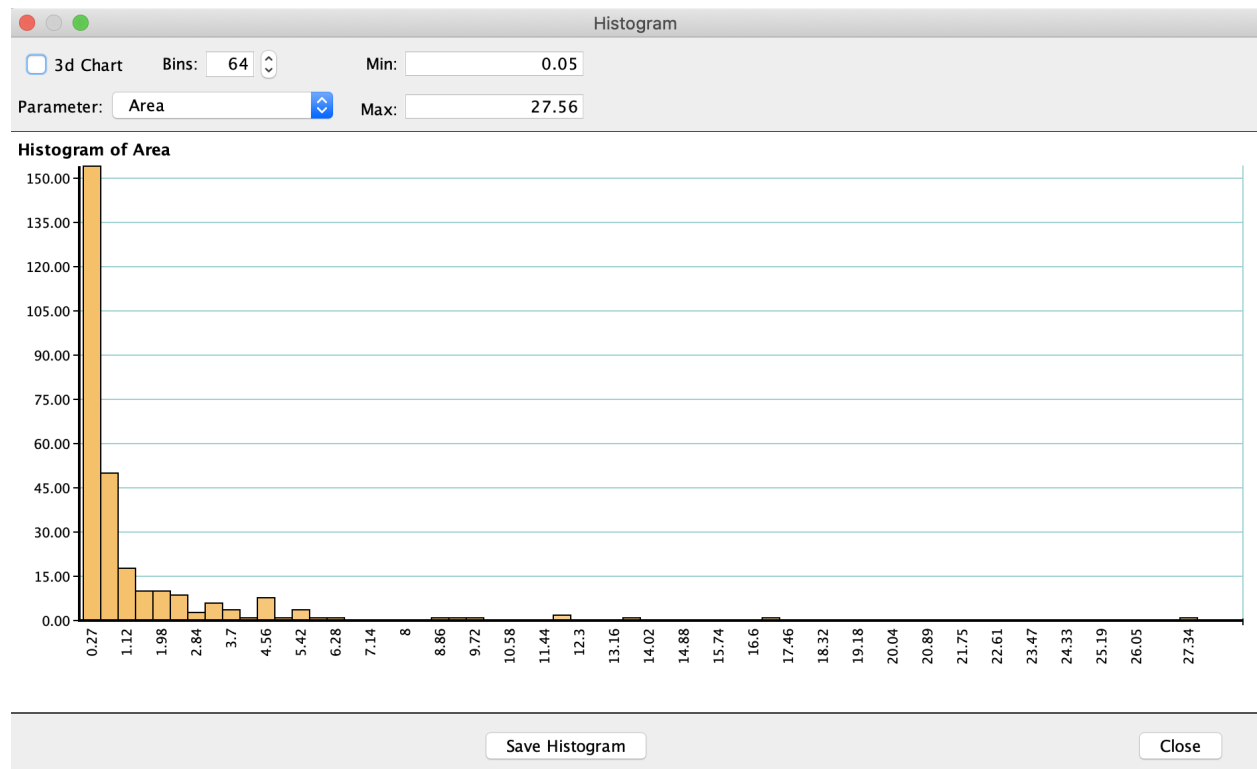 Histogram
3d Chart Bins: 64 Min: 0.05
Parameter: Area Max: 27.56
Histogram of Area
150.00
135.00
120.00
105.00
90.00
75.00
60.00
45.00
30.00
15.00
0.00
0.27 1.12 1.98 2.84 3.7 4.56 5.42 6.28 7.14 8 8.86 9.72 10.58 11.44 12.3 13.16 14.02 14.88 15.74 16.6 17.46 18.32 19.18 20.04 20.89 21.75 22.61 23.47 24.33 25.19 26.05 27.34
Save Histogram Close